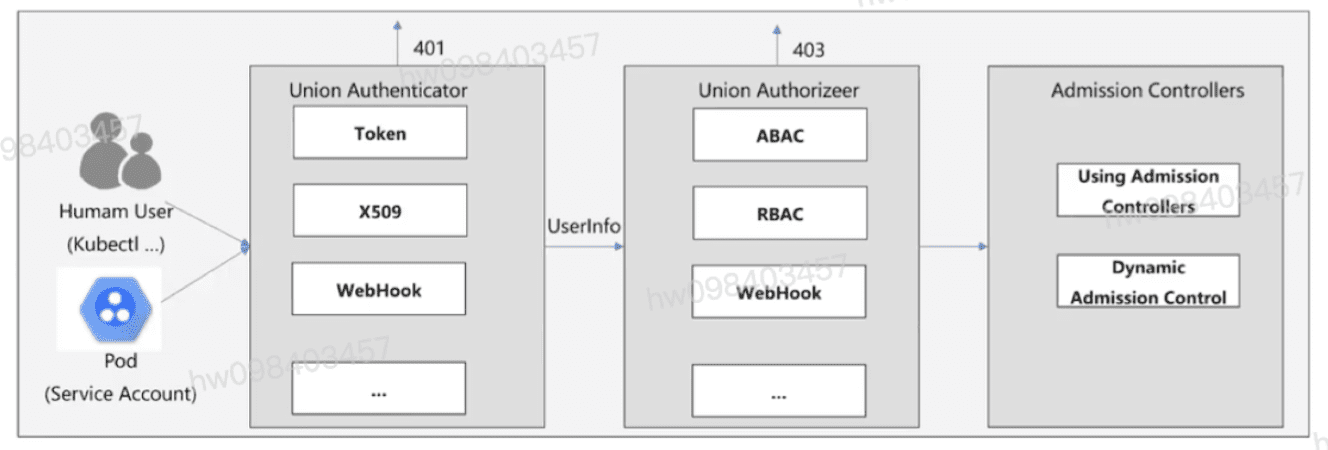 401
403
Union Authenticator
Union Authorizeer
Admission Controllers
Token
ABAC
Using Admission
Controllers
X509
RBAC
Humam User
(Kubectl ...)
UserInfo
WebHook
WebHook
Dynamic
Admission Control
Pod
(Service Account)
...
...
hw098403457
98403457
hw098403457
hw098403457
hw098403457